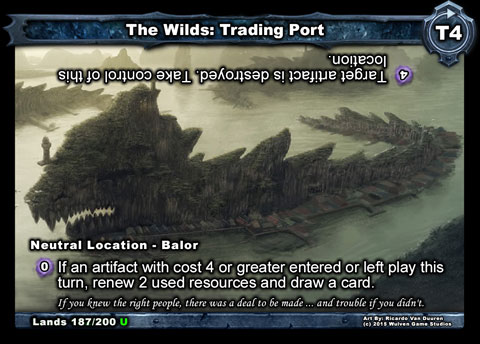 The Wilds: Trading Port
T4
4 Target artifact is destroyed. Take control of this
location.
Neutral Location - Balor
0 If an artifact with cost 4 or greater entered or left play this
turn, renew 2 used resources and draw a card.
If you knew the right people, there was a deal to be made ... and trouble if you didn't.
Lands 187/200 U
Art By: Ricardo Van Duuren
(c) 2015 Wulven Game Studios